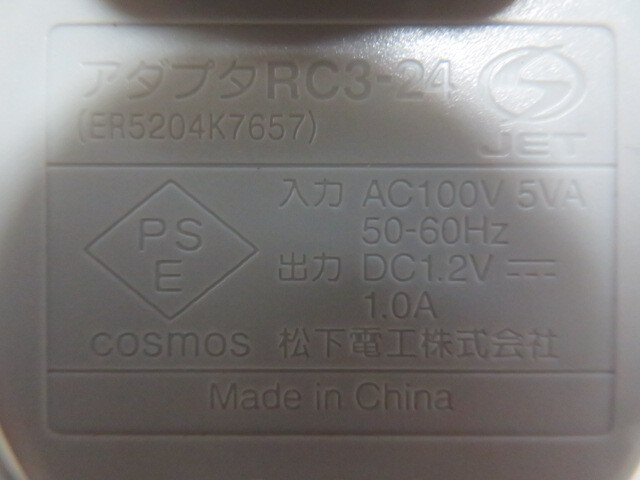 アダプタRC3-24
(ER5204K7657)
JET
PS
E
入力 AC100V 5VA
50-60Hz
出力 DC1.2V ⎓
1.0A
cosmos 松下電工株式会社
Made in China